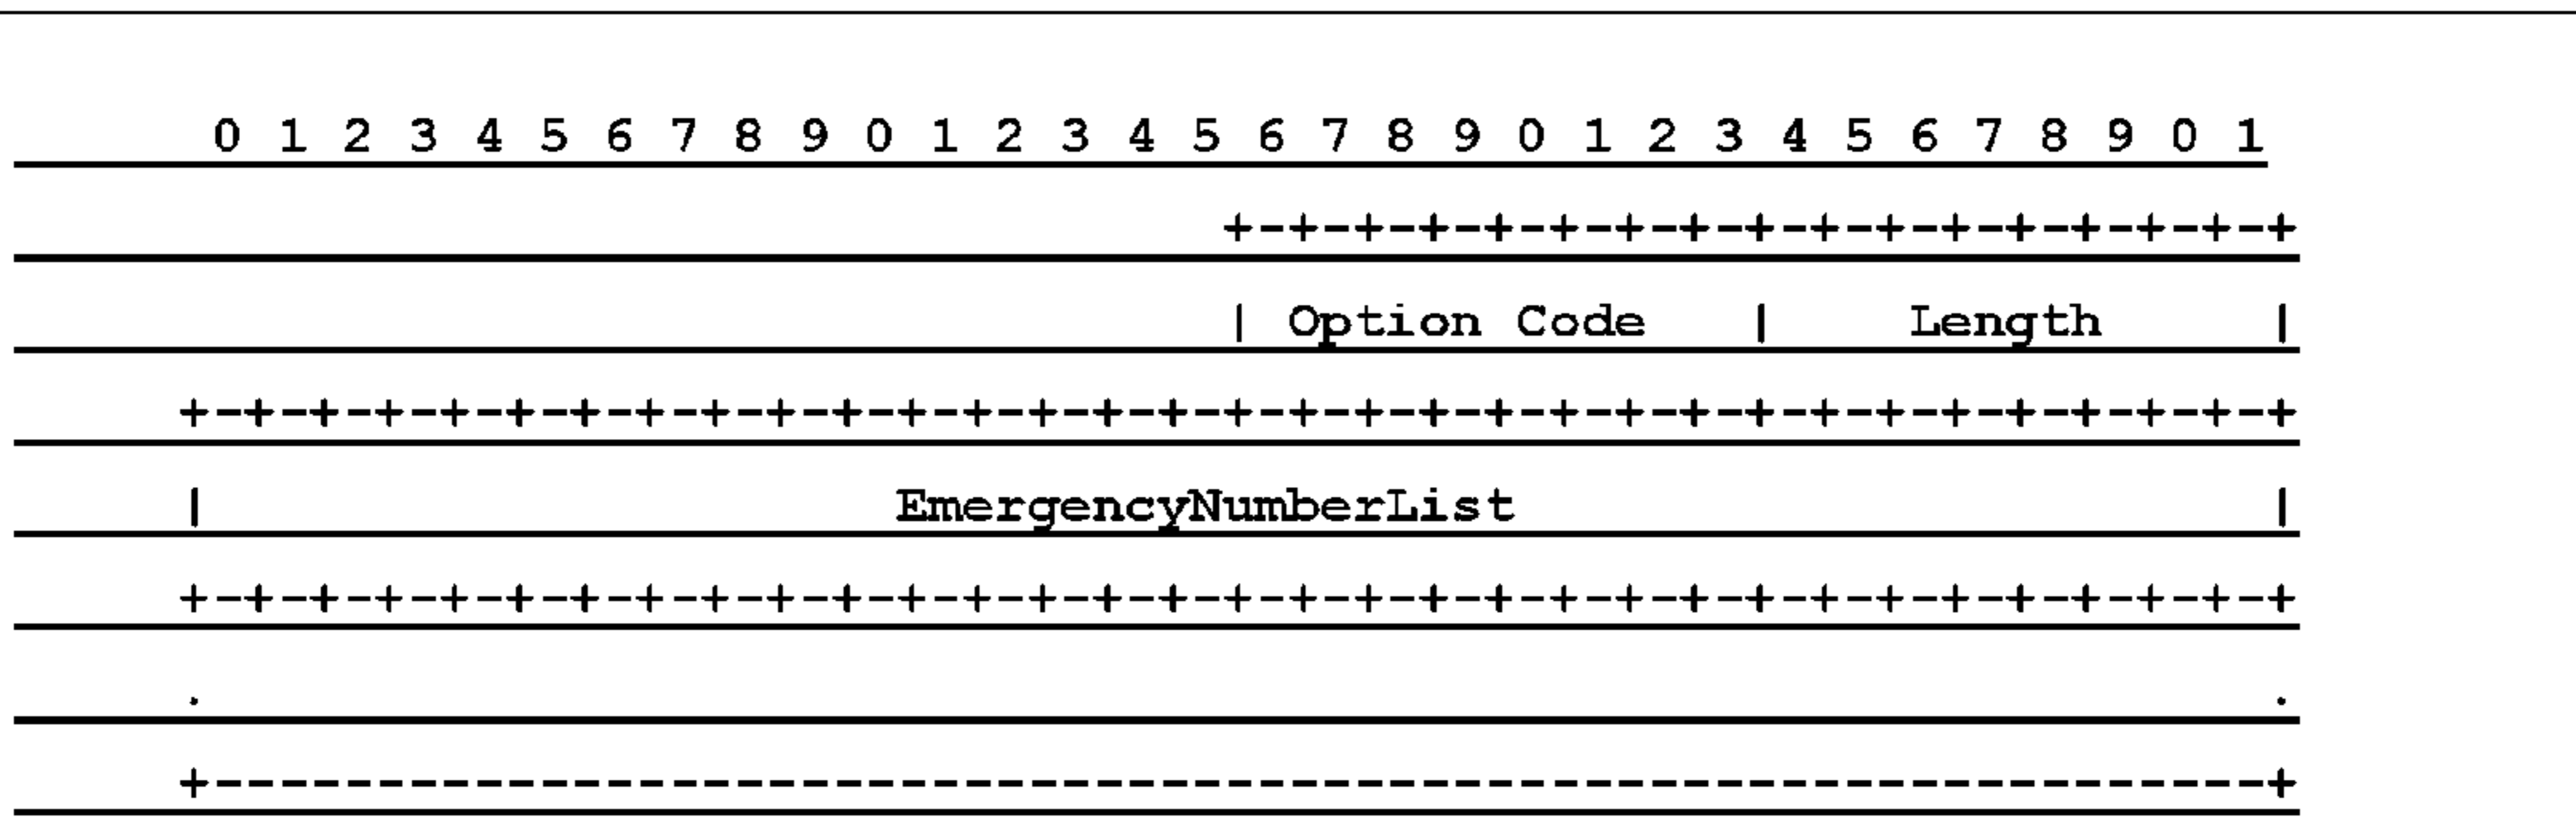 0 1 2 3 4 5 6 7 8 9 0 1 2 3 4 5 6 7 8 9 0 1 2 3 4 5 6 7 8 9 0 1
+-+-+-+-+-+-+-+-+-+-+-+-+-+-+-+-+
| Option Code | Length |
+-+-+-+-+-+-+-+-+-+-+-+-+-+-+-+-+-+-+-+-+-+-+-+-+-+-+-+-+-+-+-+-+
| EmergencyNumberList |
+-+-+-+-+-+-+-+-+-+-+-+-+-+-+-+-+-+-+-+-+-+-+-+-+-+-+-+-+-+-+-+-+
. .
+---------------------------------------------------------------+